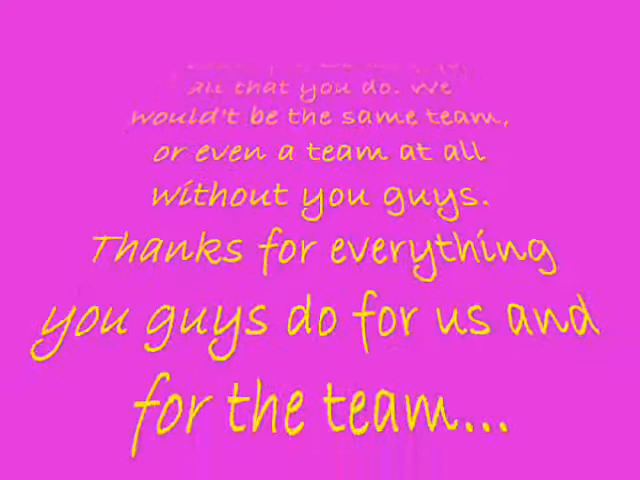 all that you do. We
would't be the same team,
or even a team at all
without you guys.
Thanks for everything
you guys do for us and
for the team...